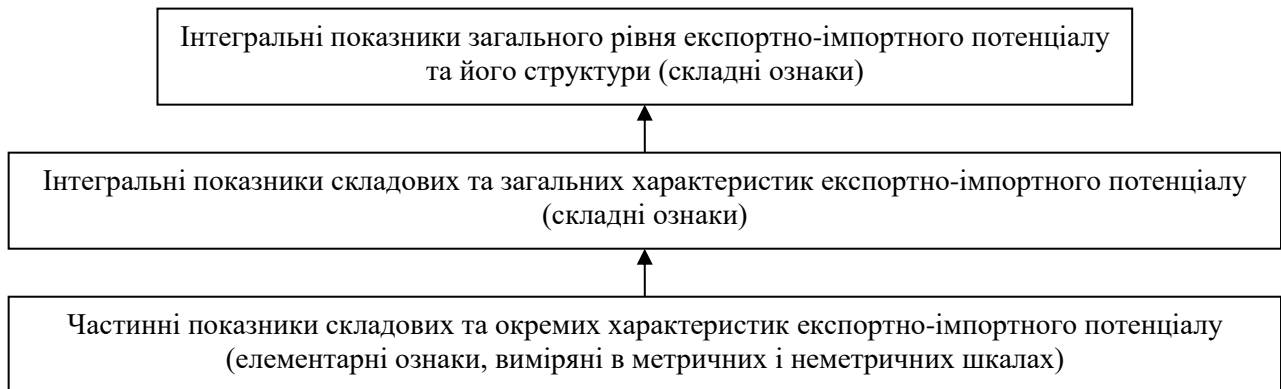 Інтегральні показники загального рівня експортно-імпортного потенціалу
та його структури (складні ознаки)
Інтегральні показники складових та загальних характеристик експортно-імпортного потенціалу
(складні ознаки)
Частинні показники складових та окремих характеристик експортно-імпортного потенціалу
(елементарні ознаки, виміряні в метричних і неметричних шкалах)